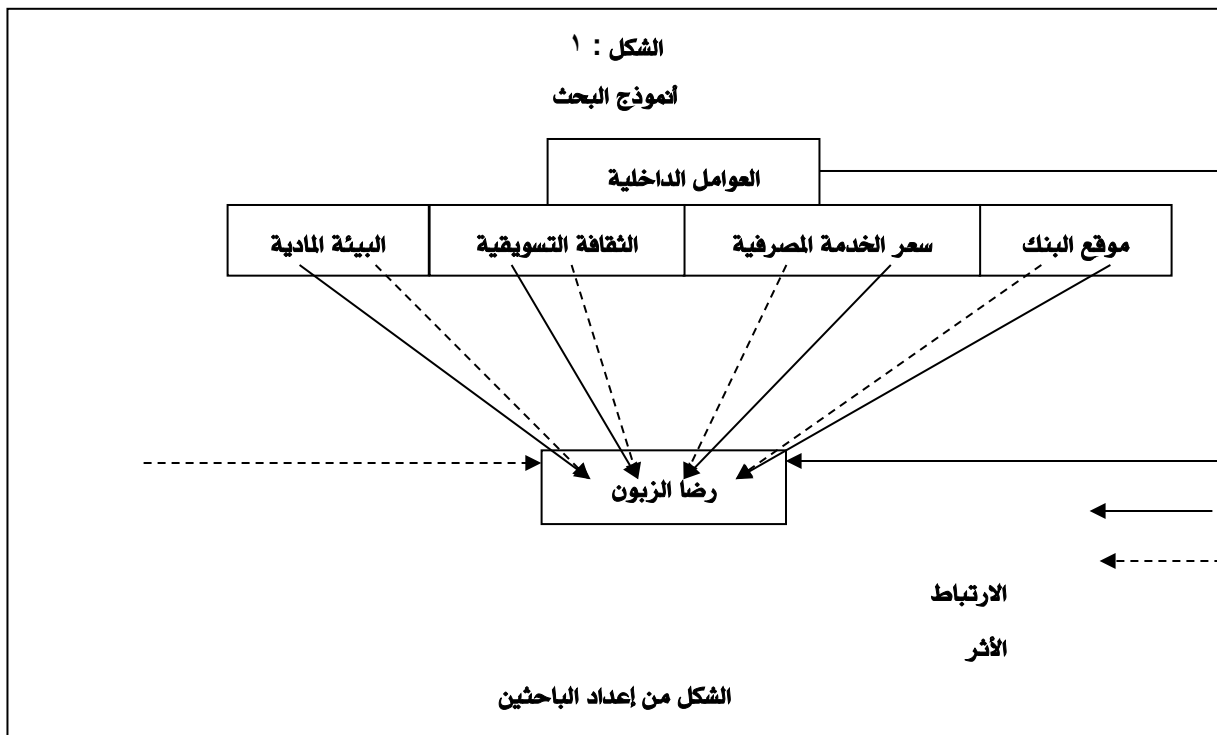 الشكل : ١
أنموذج البحث
العوامل الداخلية
موقع البنك سعر الخدمة المصرفية الثقافة التسويقية البيئة المادية
رضا الزبون
الارتباط
الأثر
الشكل من إعداد الباحثين